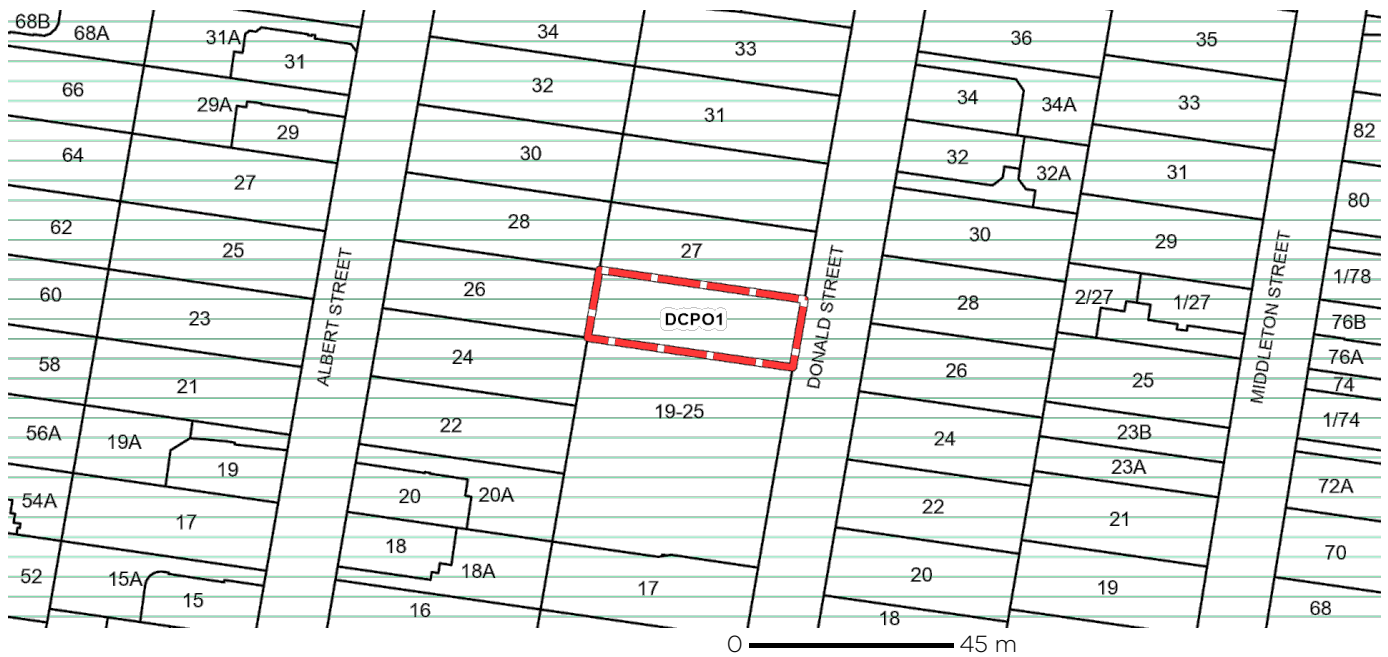 68B
68A
31A
31
34
33
36
35
66
29A
29
32
31
34
34A
33
82
64
27
30
32
32A
31
80
62
25
28
27
30
29
1/78
60
23
ALBERT STREET
26
DCPO1
DONALD STREET
28
2/27
1/27
MIDDLETON STREET
76B
58
21
24
26
25
76A
74
56A
19A
19
22
19-25
24
23B
23A
1/74
54A
17
20
20A
22
21
72A
52
15A
15
18
18A
16
17
20
19
18
70
68
0 45 m